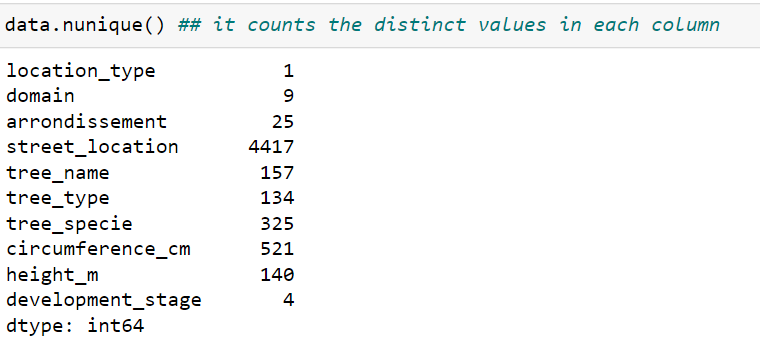 data.nunique() ## it counts the distinct values in each column
location_type 1
domain 9
arrondissement 25
street_location 4417
tree_name 157
tree_type 134
tree_specie 325
circumference_cm 521
height_m 140
development_stage 4
dtype: int64